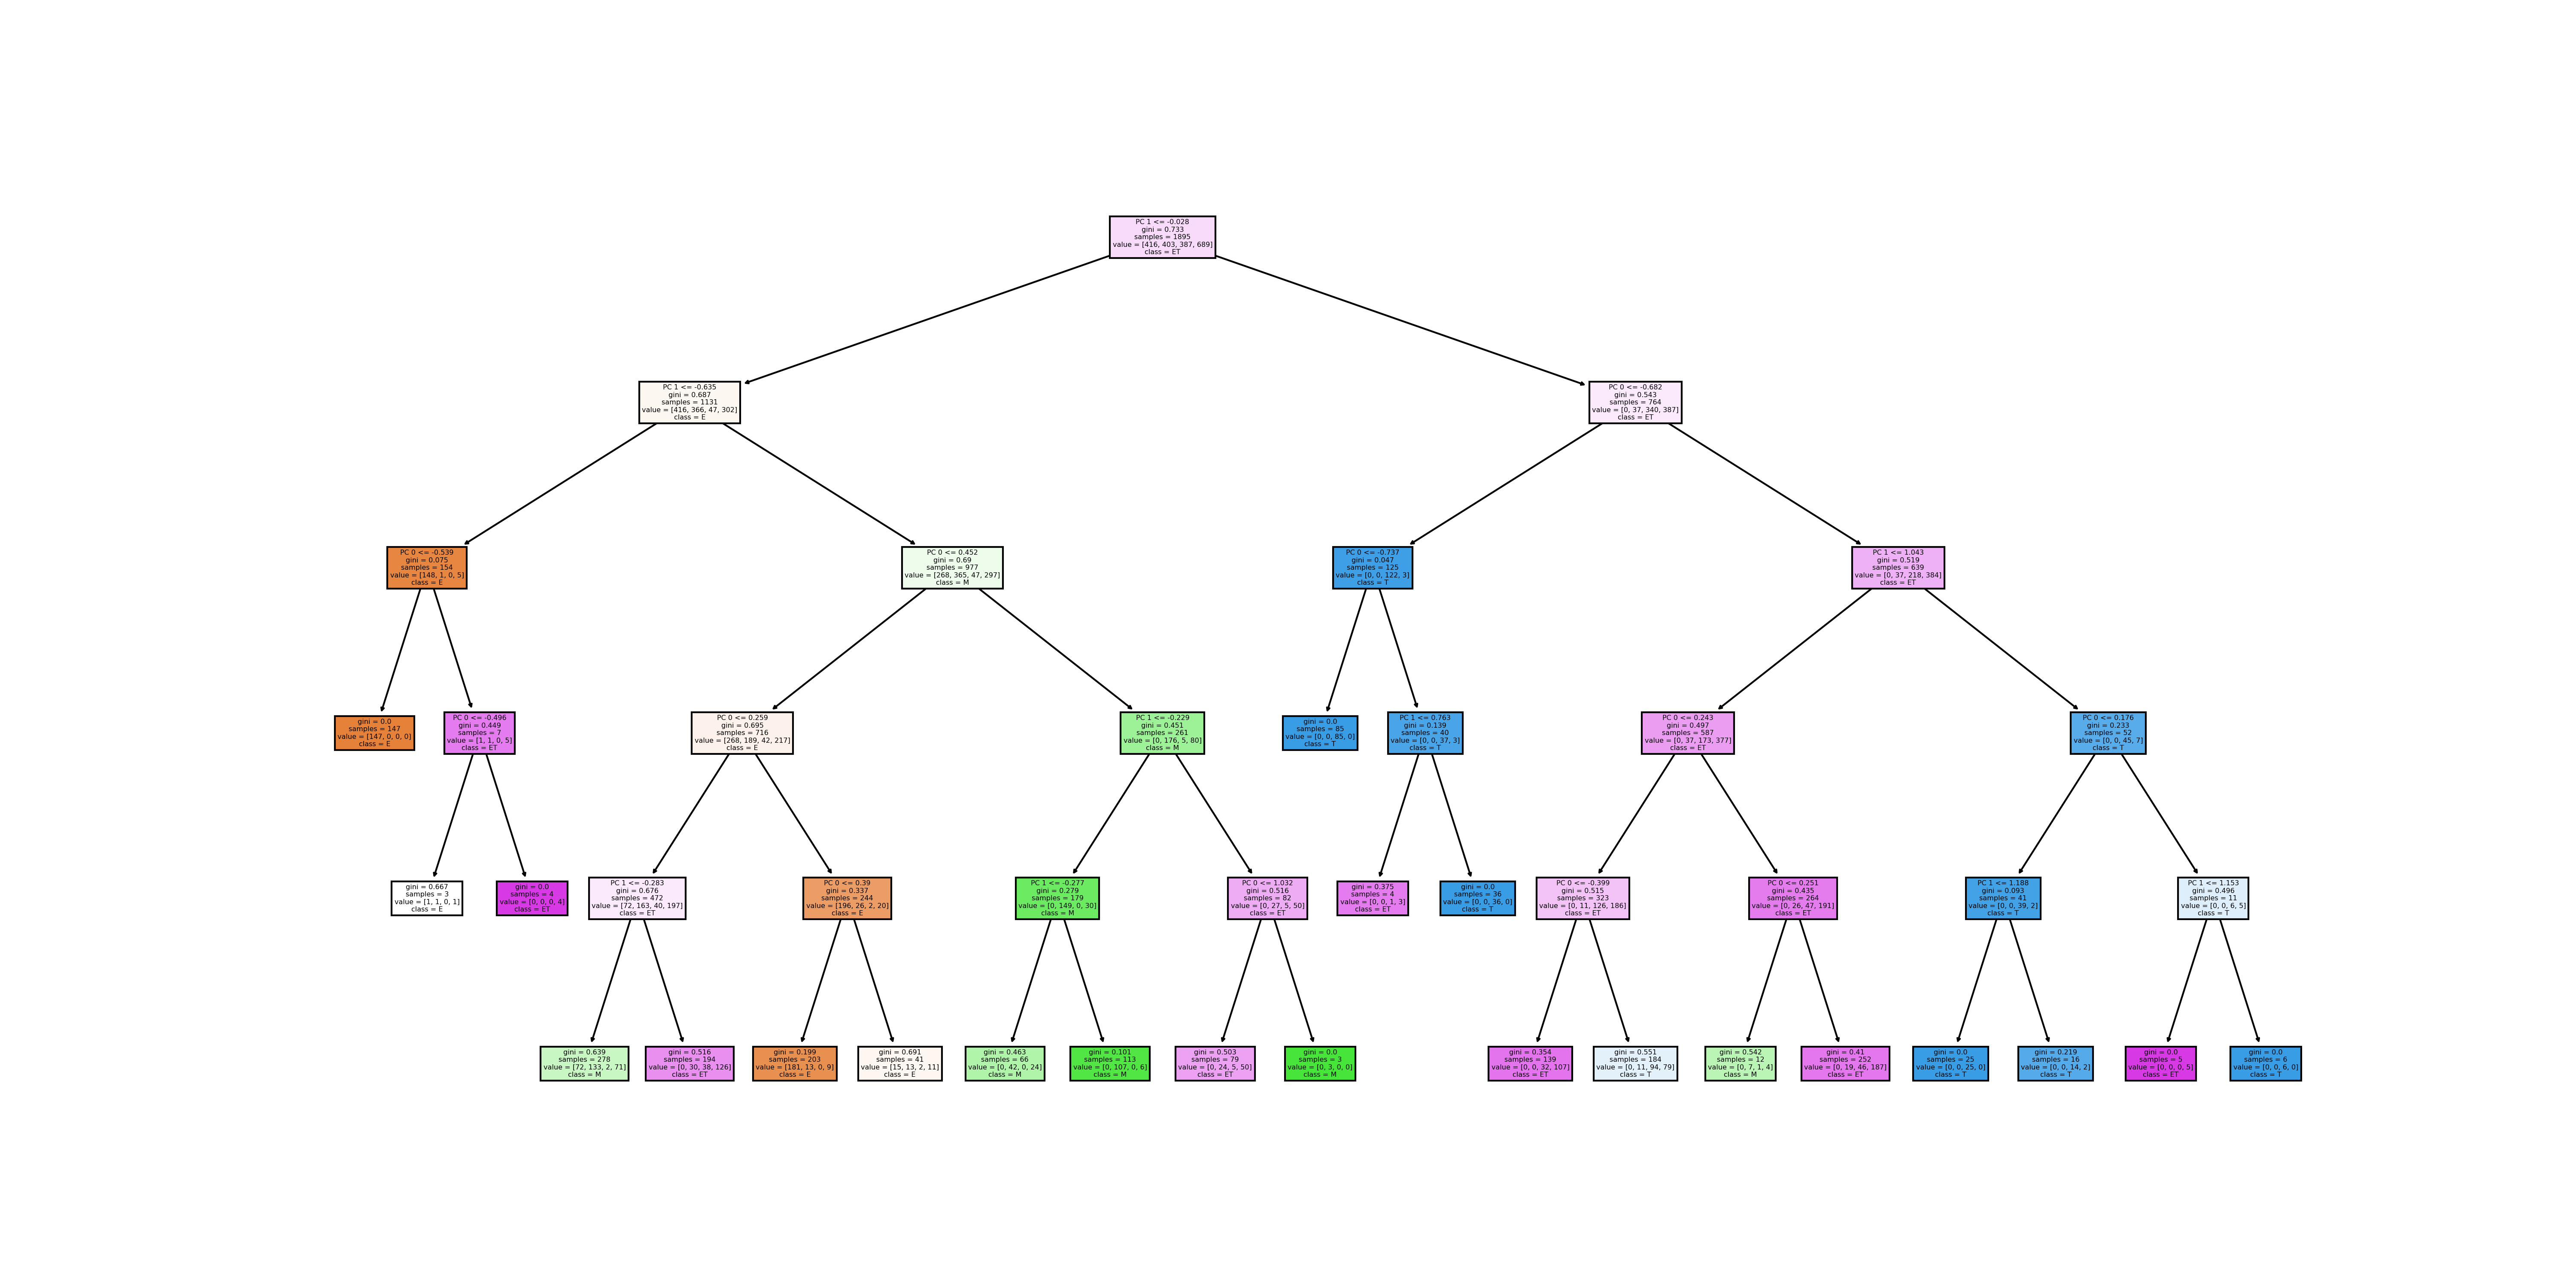 PC 1 <= -0.028
gini = 0.733
samples = 1895
value = [416, 403, 387, 689]
class = ET
PC 1 <= -0.635
gini = 0.687
samples = 1131
value = [416, 366, 47, 302]
class = E
PC 0 <= -0.682
gini = 0.543
samples = 764
value = [0, 37, 340, 387]
class = ET
PC 0 <= -0.539
gini = 0.075
samples = 154
value = [148, 1, 0, 5]
class = E
PC 0 <= 0.452
gini = 0.69
samples = 977
value = [268, 365, 47, 297]
class = M
PC 0 <= -0.737
gini = 0.047
samples = 125
value = [0, 0, 122, 3]
class = T
PC 1 <= 1.043
gini = 0.519
samples = 639
value = [0, 37, 218, 384]
class = ET
gini = 0.0
samples = 147
value = [147, 0, 0, 0]
class = E
PC 0 <= -0.496
gini = 0.449
samples = 7
value = [1, 1, 0, 5]
class = ET
PC 0 <= 0.259
gini = 0.695
samples = 716
value = [268, 189, 42, 217]
class = E
PC 1 <= -0.229
gini = 0.451
samples = 261
value = [0, 176, 5, 80]
class = M
gini = 0.0
samples = 85
value = [0, 0, 85, 0]
class = T
PC 1 <= 0.763
gini = 0.139
samples = 40
value = [0, 0, 37, 3]
class = T
PC 0 <= 0.243
gini = 0.497
samples = 587
value = [0, 37, 173, 377]
class = ET
PC 0 <= 0.176
gini = 0.233
samples = 52
value = [0, 0, 45, 7]
class = T
gini = 0.667
samples = 3
value = [1, 1, 0, 1]
class = E
gini = 0.0
samples = 4
value = [0, 0, 0, 4]
class = ET
PC 1 <= -0.283
gini = 0.676
samples = 472
value = [72, 163, 40, 197]
class = ET
PC 0 <= 0.39
gini = 0.337
samples = 244
value = [196, 26, 2, 20]
class = E
PC 1 <= -0.277
gini = 0.279
samples = 179
value = [0, 149, 0, 30]
class = M
PC 0 <= 1.032
gini = 0.516
samples = 82
value = [0, 27, 5, 50]
class = ET
gini = 0.375
samples = 4
value = [0, 0, 1, 3]
class = ET
gini = 0.0
samples = 36
value = [0, 0, 36, 0]
class = T
PC 0 <= -0.399
gini = 0.515
samples = 323
value = [0, 11, 126, 186]
class = ET
PC 0 <= 0.251
gini = 0.435
samples = 264
value = [0, 26, 47, 191]
class = ET
PC 1 <= 1.188
gini = 0.093
samples = 41
value = [0, 0, 39, 2]
class = T
PC 1 <= 1.153
gini = 0.496
samples = 11
value = [0, 0, 6, 5]
class = T
gini = 0.639
samples = 278
value = [72, 133, 2, 71]
class = M
gini = 0.516
samples = 194
value = [0, 30, 38, 126]
class = ET
gini = 0.199
samples = 203
value = [181, 13, 0, 9]
class = E
gini = 0.691
samples = 41
value = [15, 13, 2, 11]
class = E
gini = 0.463
samples = 66
value = [0, 42, 0, 24]
class = M
gini = 0.101
samples = 113
value = [0, 107, 0, 6]
class = M
gini = 0.503
samples = 79
value = [0, 24, 5, 50]
class = ET
gini = 0.0
samples = 3
value = [0, 3, 0, 0]
class = M
gini = 0.354
samples = 139
value = [0, 0, 32, 107]
class = ET
gini = 0.551
samples = 184
value = [0, 11, 94, 79]
class = T
gini = 0.542
samples = 12
value = [0, 7, 1, 4]
class = M
gini = 0.41
samples = 252
value = [0, 19, 46, 187]
class = ET
gini = 0.0
samples = 25
value = [0, 0, 25, 0]
class = T
gini = 0.219
samples = 16
value = [0, 0, 14, 2]
class = T
gini = 0.0
samples = 5
value = [0, 0, 0, 5]
class = ET
gini = 0.0
samples = 6
value = [0, 0, 6, 0]
class = T